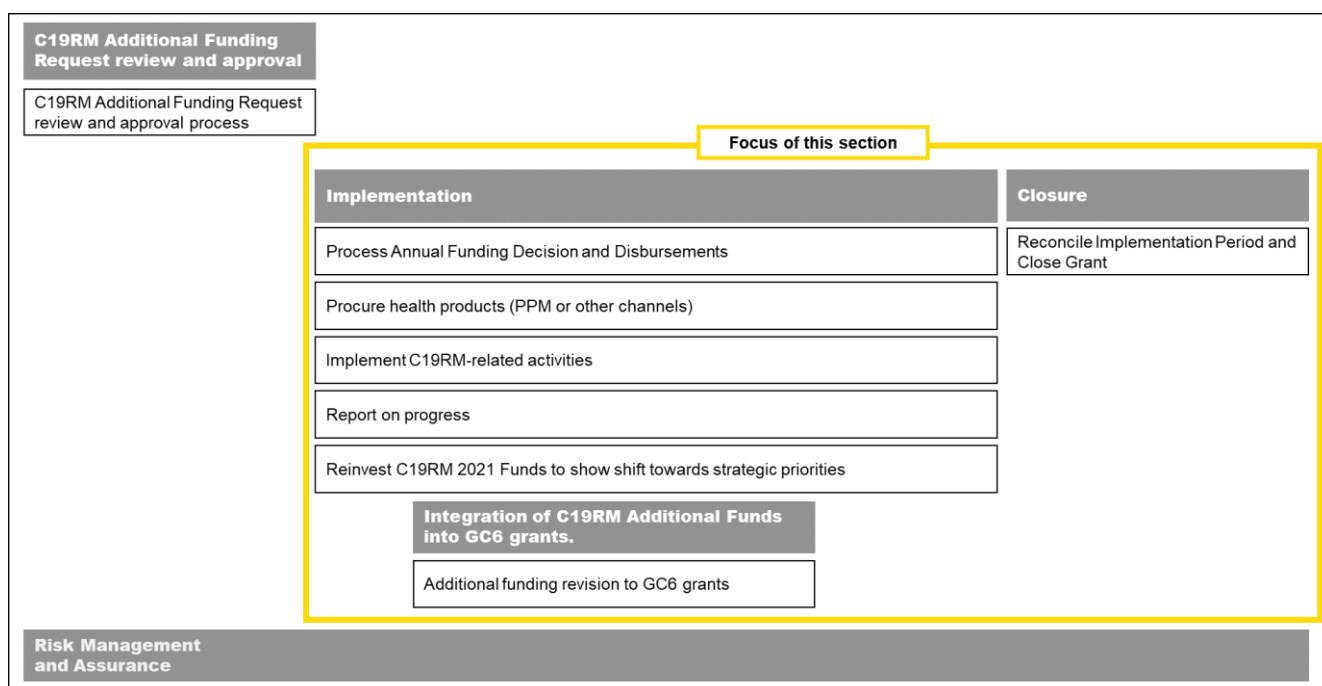 C19RM Additional Funding
Request review and approval
C19RM Additional Funding Request
review and approval process
Focus of this section
Implementation
Process Annual Funding Decision and Disbursements
Procure health products (PPM or other channels)
Implement C19RM-related activities
Report on progress
Reinvest C19RM 2021 Funds to show shift towards strategic priorities
Integration of C19RM Additional Funds
into GC6 grants.
Additional funding revision to GC6 grants
Closure
Reconcile Implementation Period and
Close Grant
Risk Management
and Assurance